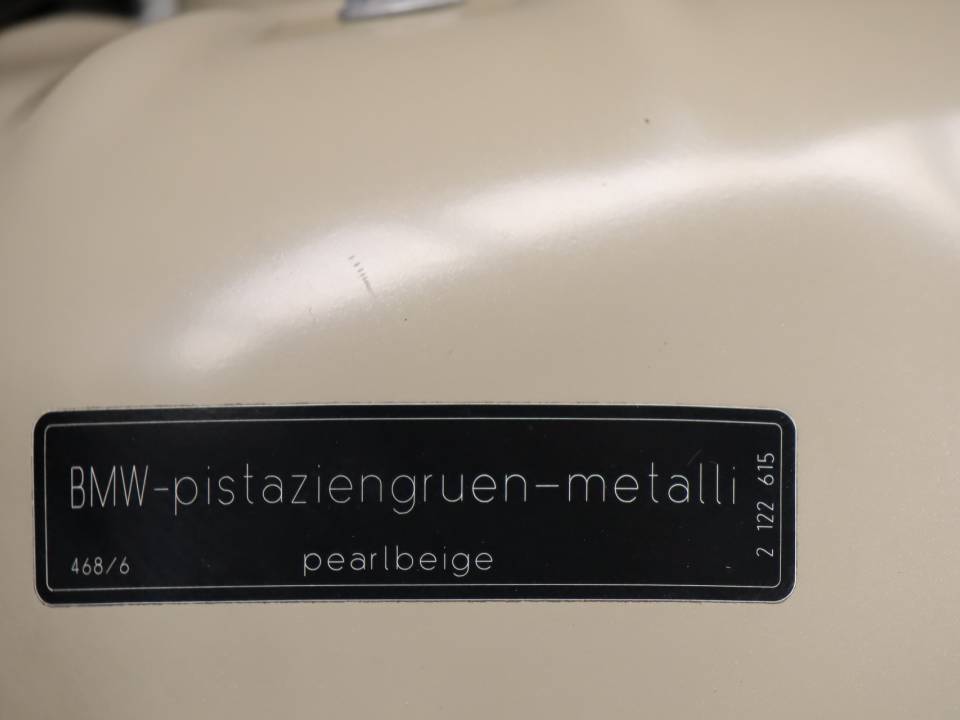 BMW-pistaziengruen-metalli
468/6 pearlbeige
2 122 615